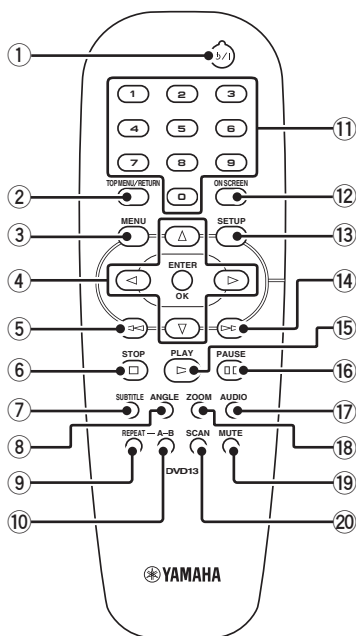 1
⏻/|
1 2 3
11
4 5 6
7 8 9
TOP MENU/RETURN 0 ON SCREEN
2
12
MENU SETUP
3
13
ENTER
4
14
OK
5
15
STOP PLAY PAUSE
6
16
SUBTITLE ANGLE ZOOM AUDIO
7
17
8
18
REPEAT — A–B SCAN MUTE
9
19
10
DVD13
20
YAMAHA